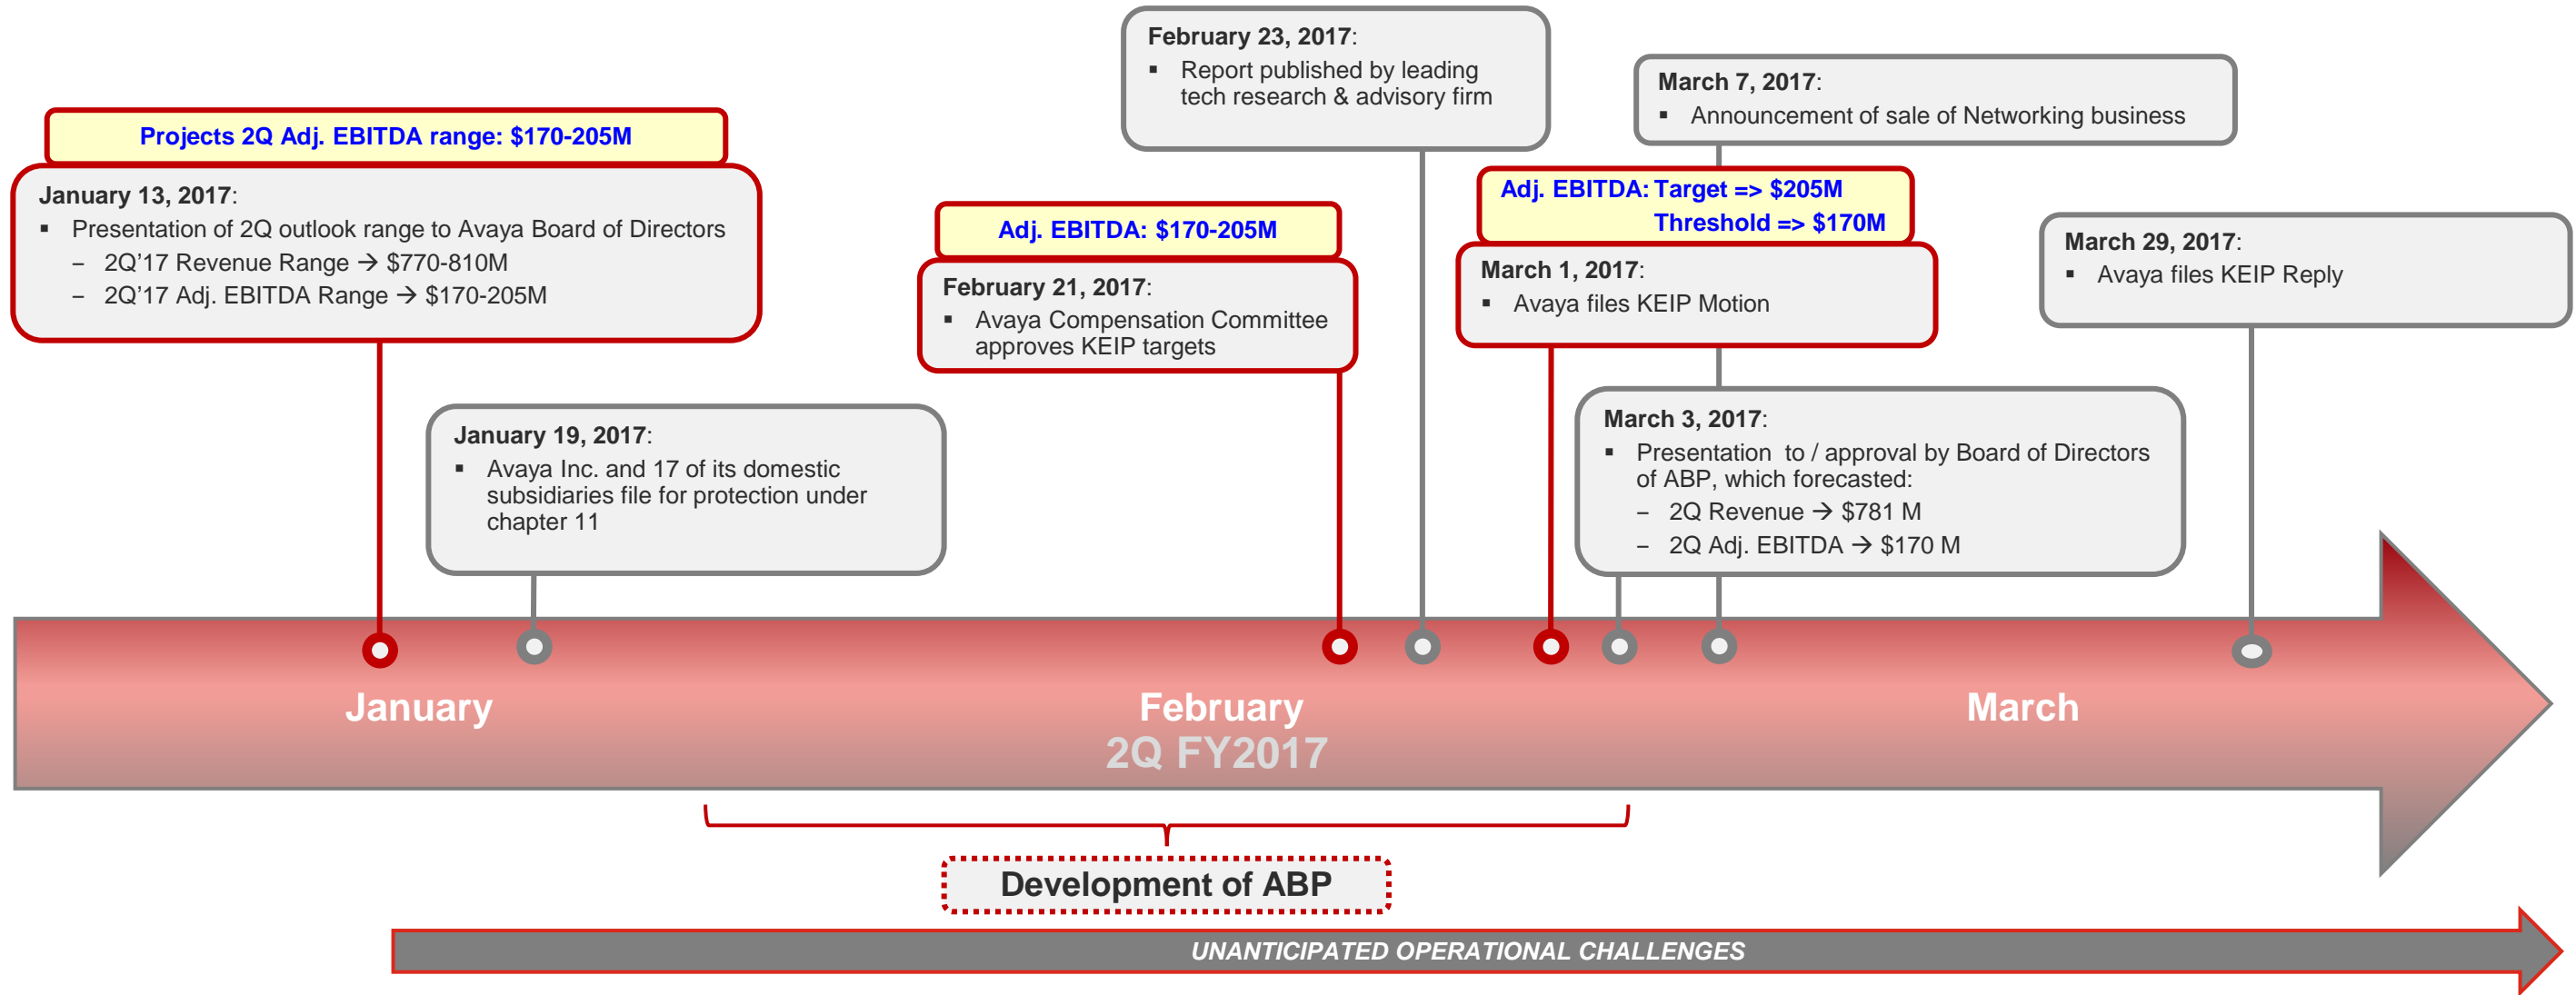 Projects 2Q Adj. EBITDA range: $170-205M
January 13, 2017:
▪ Presentation of 2Q outlook range to Avaya Board of Directors
– 2Q’17 Revenue Range → $770-810M
– 2Q’17 Adj. EBITDA Range → $170-205M
January 19, 2017:
▪ Avaya Inc. and 17 of its domestic
subsidiaries file for protection under
chapter 11
Adj. EBITDA: $170-205M
February 21, 2017:
▪ Avaya Compensation Committee
approves KEIP targets
February 23, 2017:
▪ Report published by leading
tech research & advisory firm
Adj. EBITDA: Target => $205M
Threshold => $170M
March 1, 2017:
▪ Avaya files KEIP Motion
March 3, 2017:
▪ Presentation to / approval by Board of Directors
of ABP, which forecasted:
– 2Q Revenue → $781 M
– 2Q Adj. EBITDA → $170 M
March 7, 2017:
▪ Announcement of sale of Networking business
March 29, 2017:
▪ Avaya files KEIP Reply
January
February
March
2Q FY2017
Development of ABP
UNANTICIPATED OPERATIONAL CHALLENGES